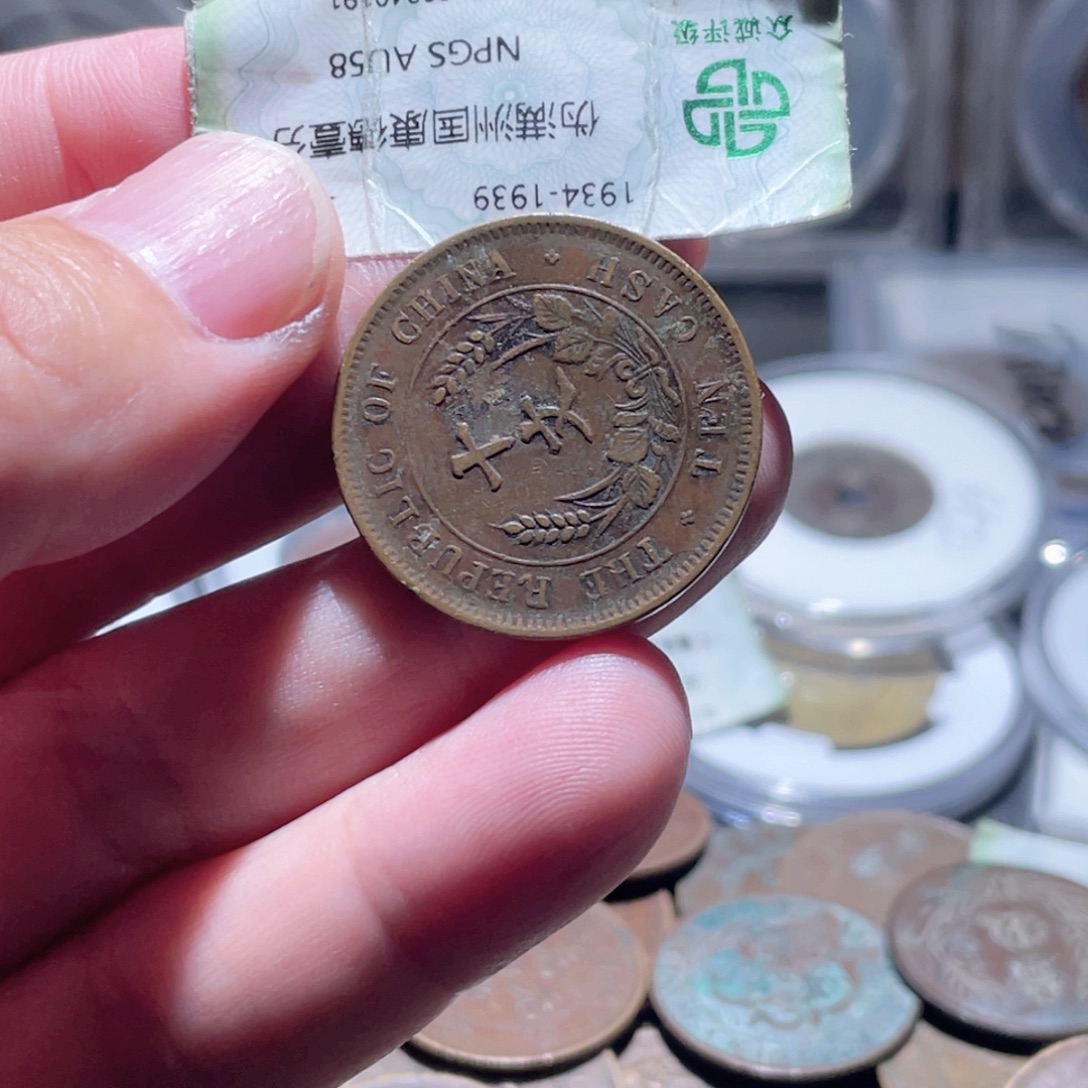 1934-1939
伪满洲国康德壹分
NPGS AU58
众诚评级
THE REPUBLIC OF CHINA
十文
TEN CASH